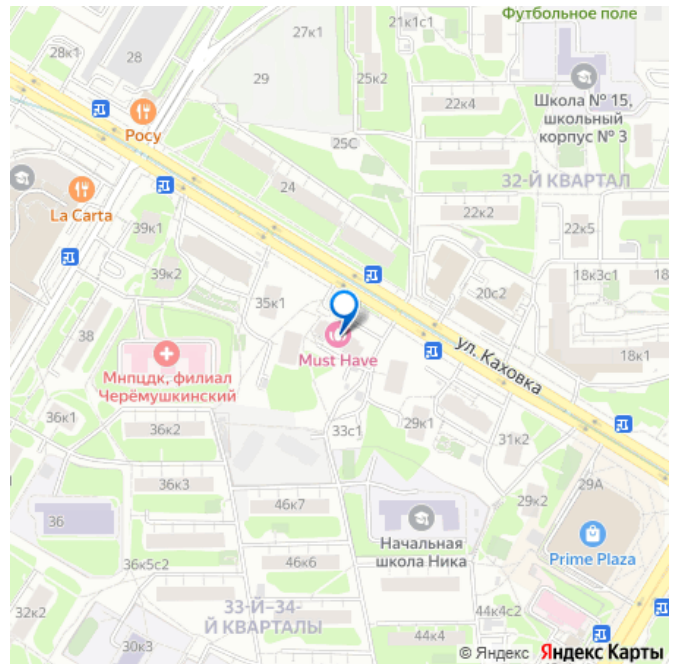 Футбольное поле
21к1с1
27к1
28к1
28
29
25к2
22к4
Школа № 15,
школьный
корпус № 3
Росу
25С
32-Й КВАРТАЛ
24
La Carta
39к1
22к2
22к5
39к2
18к3с1
18
20с2
35к1
38
ул. Каховка
Must Have
18к1
Мнпцдк, филиал
Черёмушкинский
36к1
36к2
33с1
29к1
31к2
36к3
29А
46к7
29к2
36
Начальная
школа Ника
Prime Plaza
36к5с2
46к6
33-Й–34-
Й КВАРТАЛЫ
32к2
44к4с2
30к3
44к4
© Яндекс Яндекс Карты